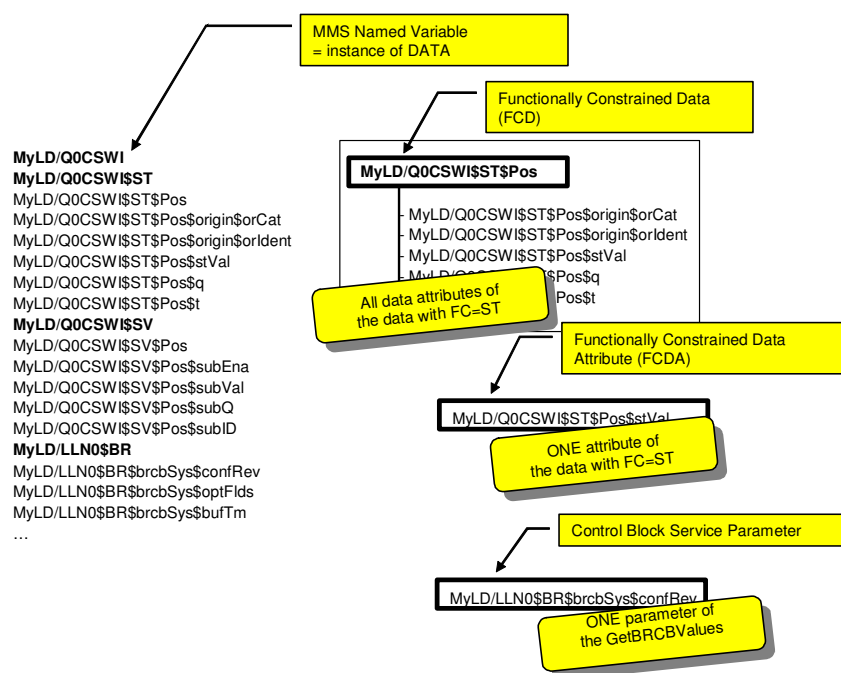 MMS Named Variable
= instance of DATA
Functionally Constrained Data
(FCD)
MyLD/Q0CSWI
MyLD/Q0CSWI$ST
MyLD/Q0CSWI$ST$Pos
MyLD/Q0CSWI$ST$Pos$origin$orCat
MyLD/Q0CSWI$ST$Pos$origin$orIdent
MyLD/Q0CSWI$ST$Pos$stVal
MyLD/Q0CSWI$ST$Pos$q
MyLD/Q0CSWI$ST$Pos$t
MyLD/Q0CSWI$SV
MyLD/Q0CSWI$SV$Pos
MyLD/Q0CSWI$SV$Pos$subEna
MyLD/Q0CSWI$SV$Pos$subVal
MyLD/Q0CSWI$SV$Pos$subQ
MyLD/Q0CSWI$SV$Pos$subID
MyLD/LLN0$BR
MyLD/LLN0$BR$brcbSys$confRev
MyLD/LLN0$BR$brcbSys$optFlds
MyLD/LLN0$BR$brcbSys$bufTm
…
MyLD/Q0CSWI$ST$Pos
- MyLD/Q0CSWI$ST$Pos$origin$orCat
- MyLD/Q0CSWI$ST$Pos$origin$orIdent
- MyLD/Q0CSWI$ST$Pos$stVal
- MyLD/Q0CSWI$ST$Pos$q
Pos$t
All data attributes of
the data with FC=ST
Functionally Constrained Data
Attribute (FCDA)
MyLD/Q0CSWI$ST$Pos$stVal
ONE attribute of
the data with FC=ST
Control Block Service Parameter
MyLD/LLN0$BR$brcbSys$confRev
ONE parameter of
the GetBRCBValues